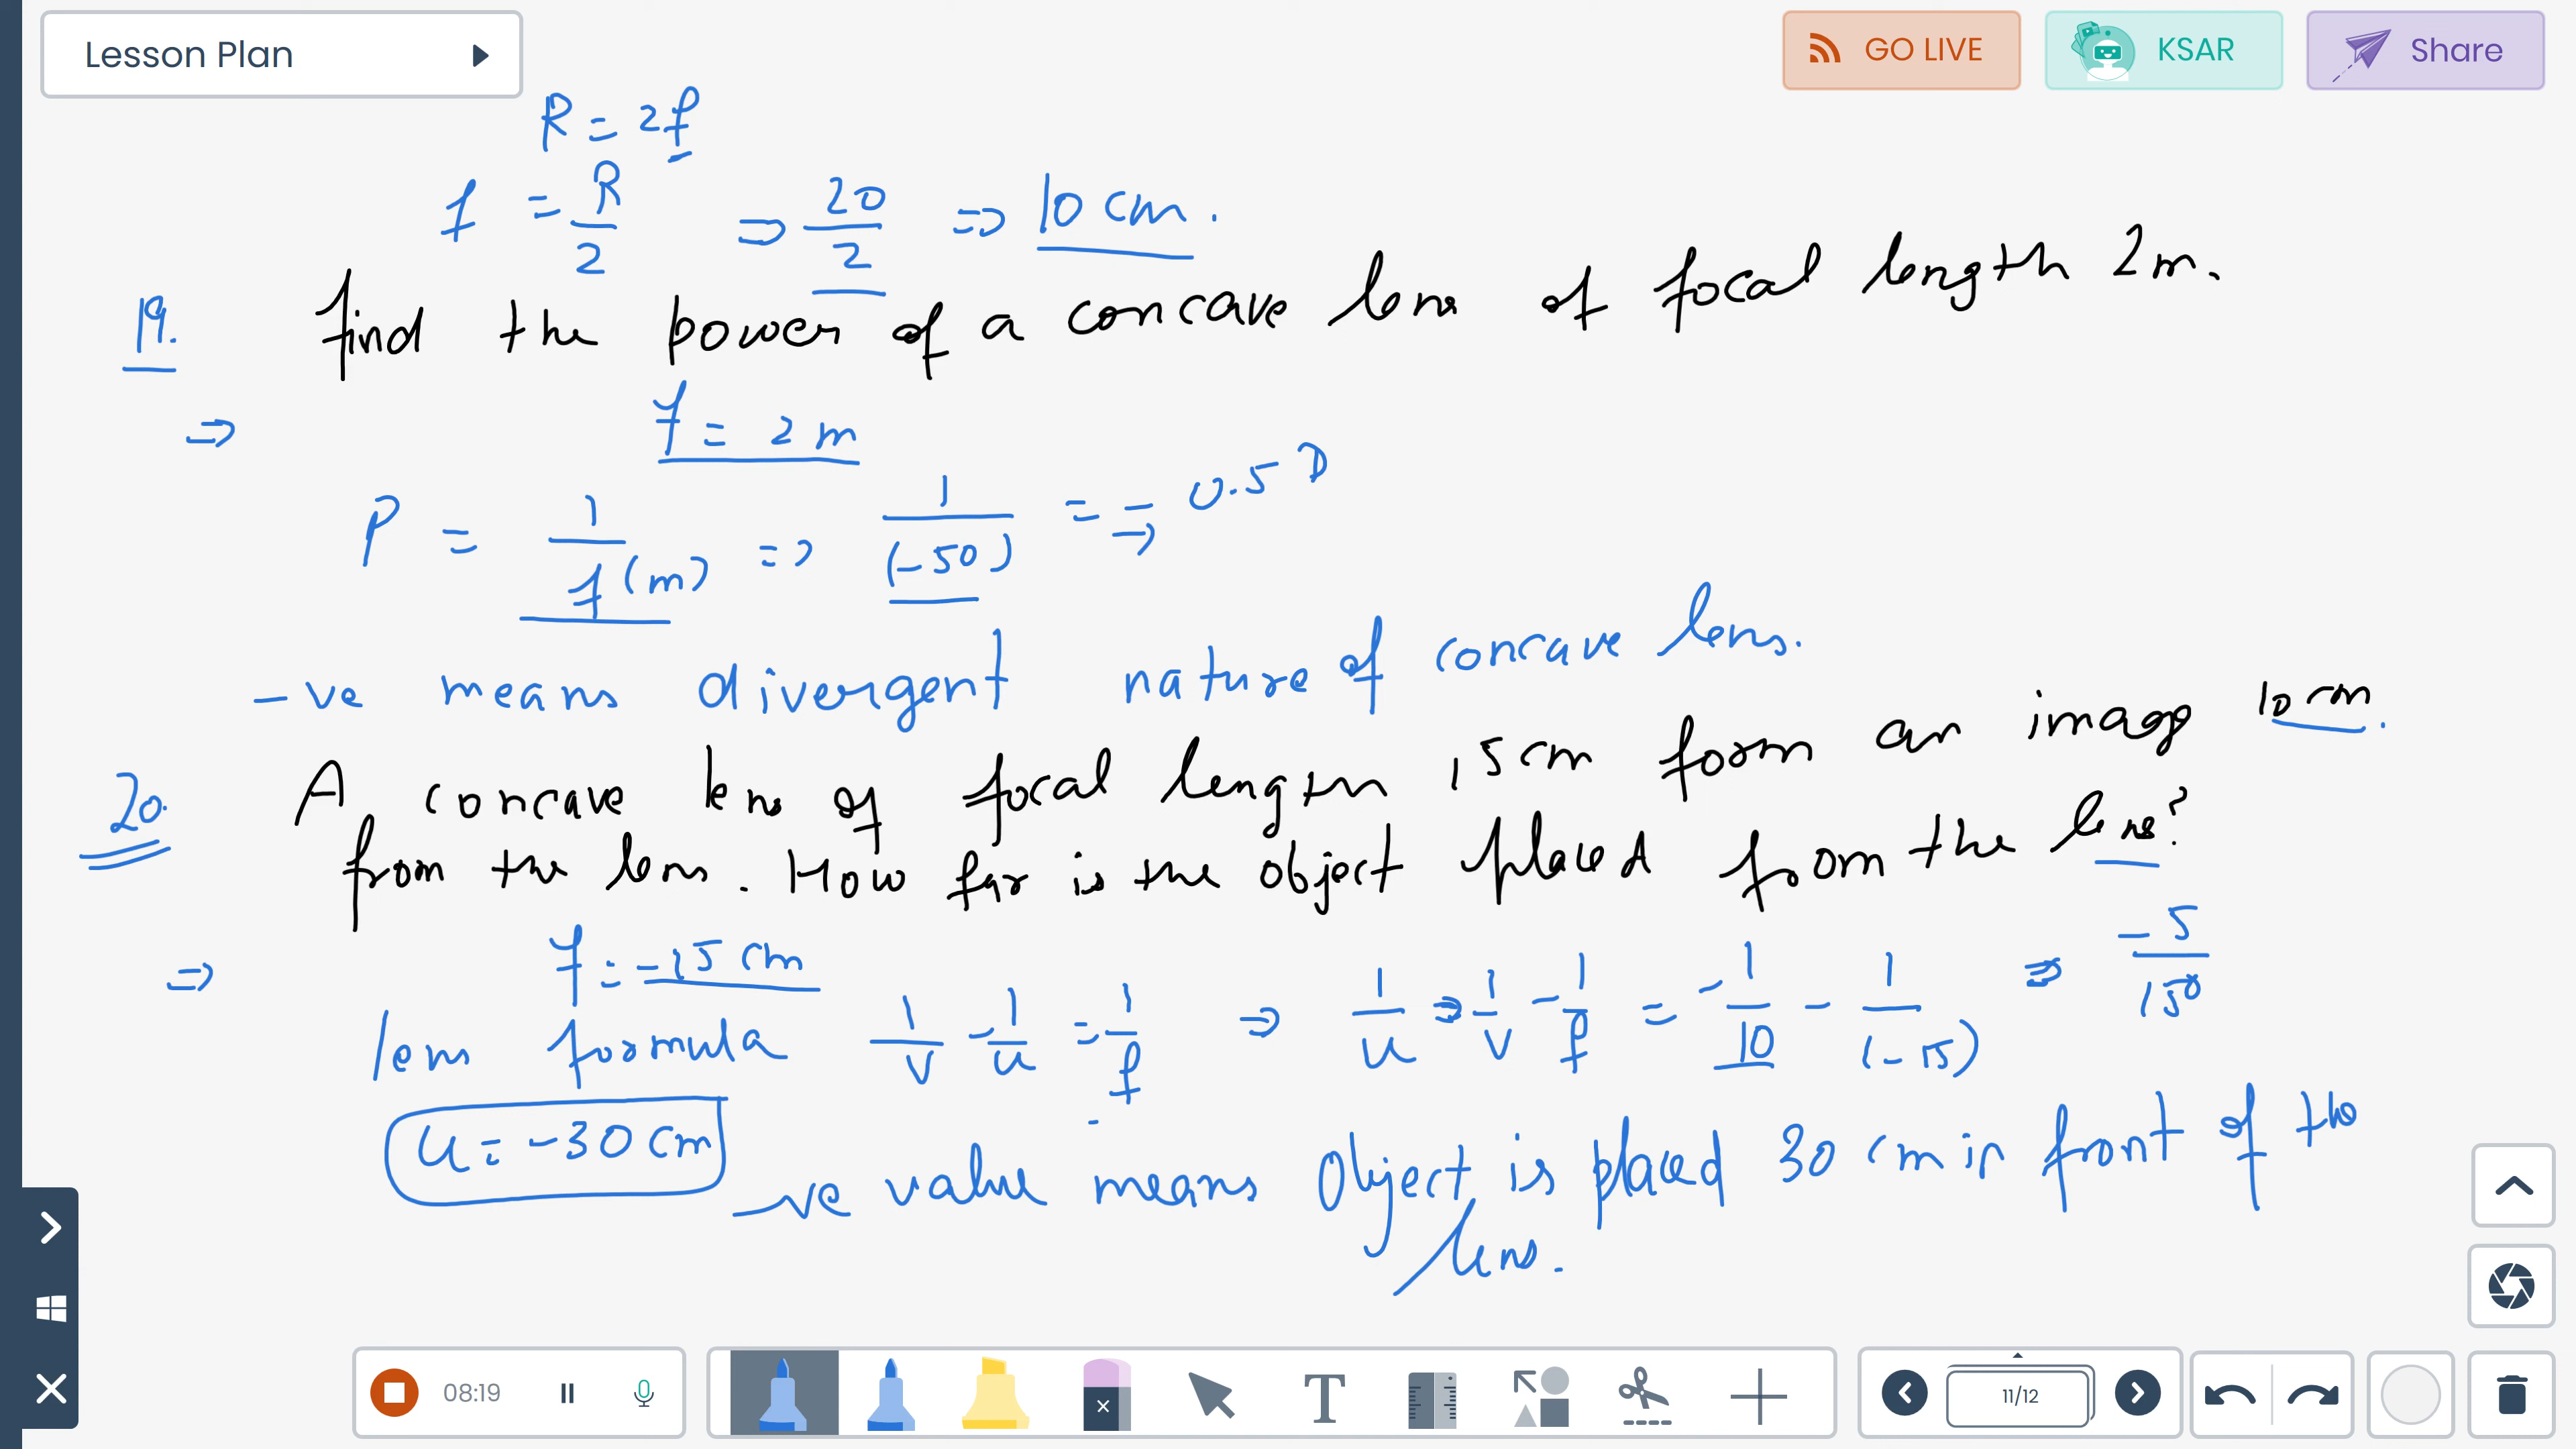 Lesson Plan
GO LIVE
KSAR
Share
R = 2f
f = R/2 ⇒ 20/2 ⇒ 10 cm.
19. find the power of a concave lens of focal length 2m.
⇒ f = 2 m
P = 1/f(m) ⇒ 1/(-50) = ⇒ - 0.5 D
-ve means divergent nature of concave lens.
20. A concave lens of focal length 15cm form an image 10 cm.
from the lens. How far is the object placed from the lens?
⇒ f = -15 cm
lens formula 1/v - 1/u = 1/f ⇒ 1/u = 1/v - 1/f = -1/10 - 1/(-15) ⇒ -5/150
u = -30 cm
-ve value means object is placed 30 cm in front of the
lens.
08:19
T
11/12